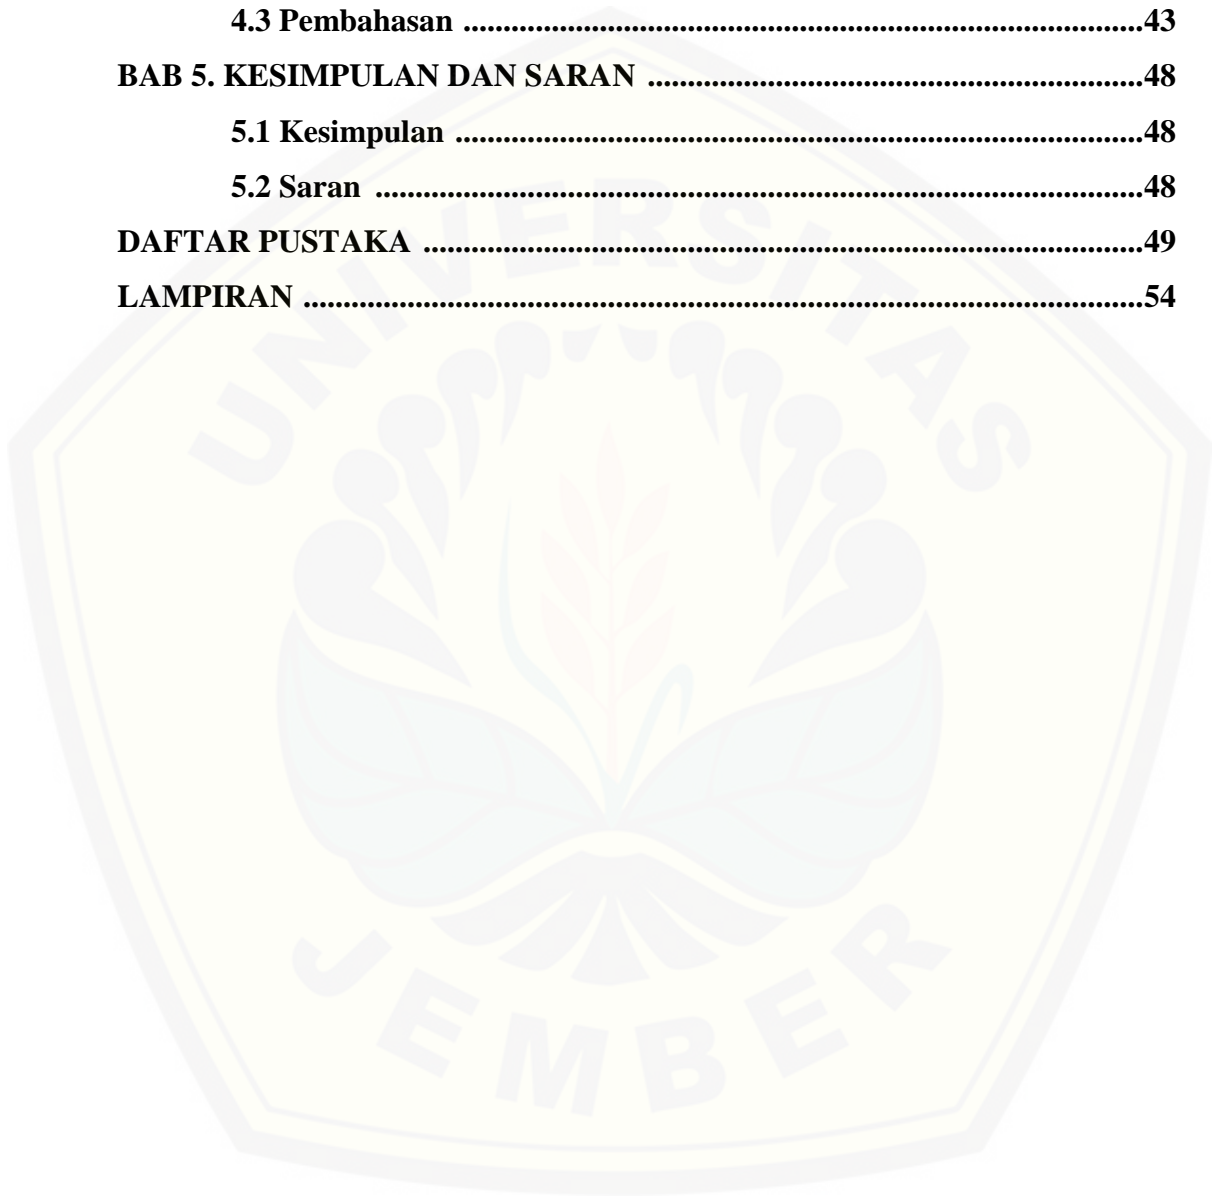 4.3 Pembahasan ........................................................................................43
BAB 5. KESIMPULAN DAN SARAN ................................................................48
5.1 Kesimpulan .........................................................................................48
5.2 Saran ...................................................................................................48
DAFTAR PUSTAKA .............................................................................................49
LAMPIRAN ............................................................................................................54
UNIVERSITAS
JEMBER